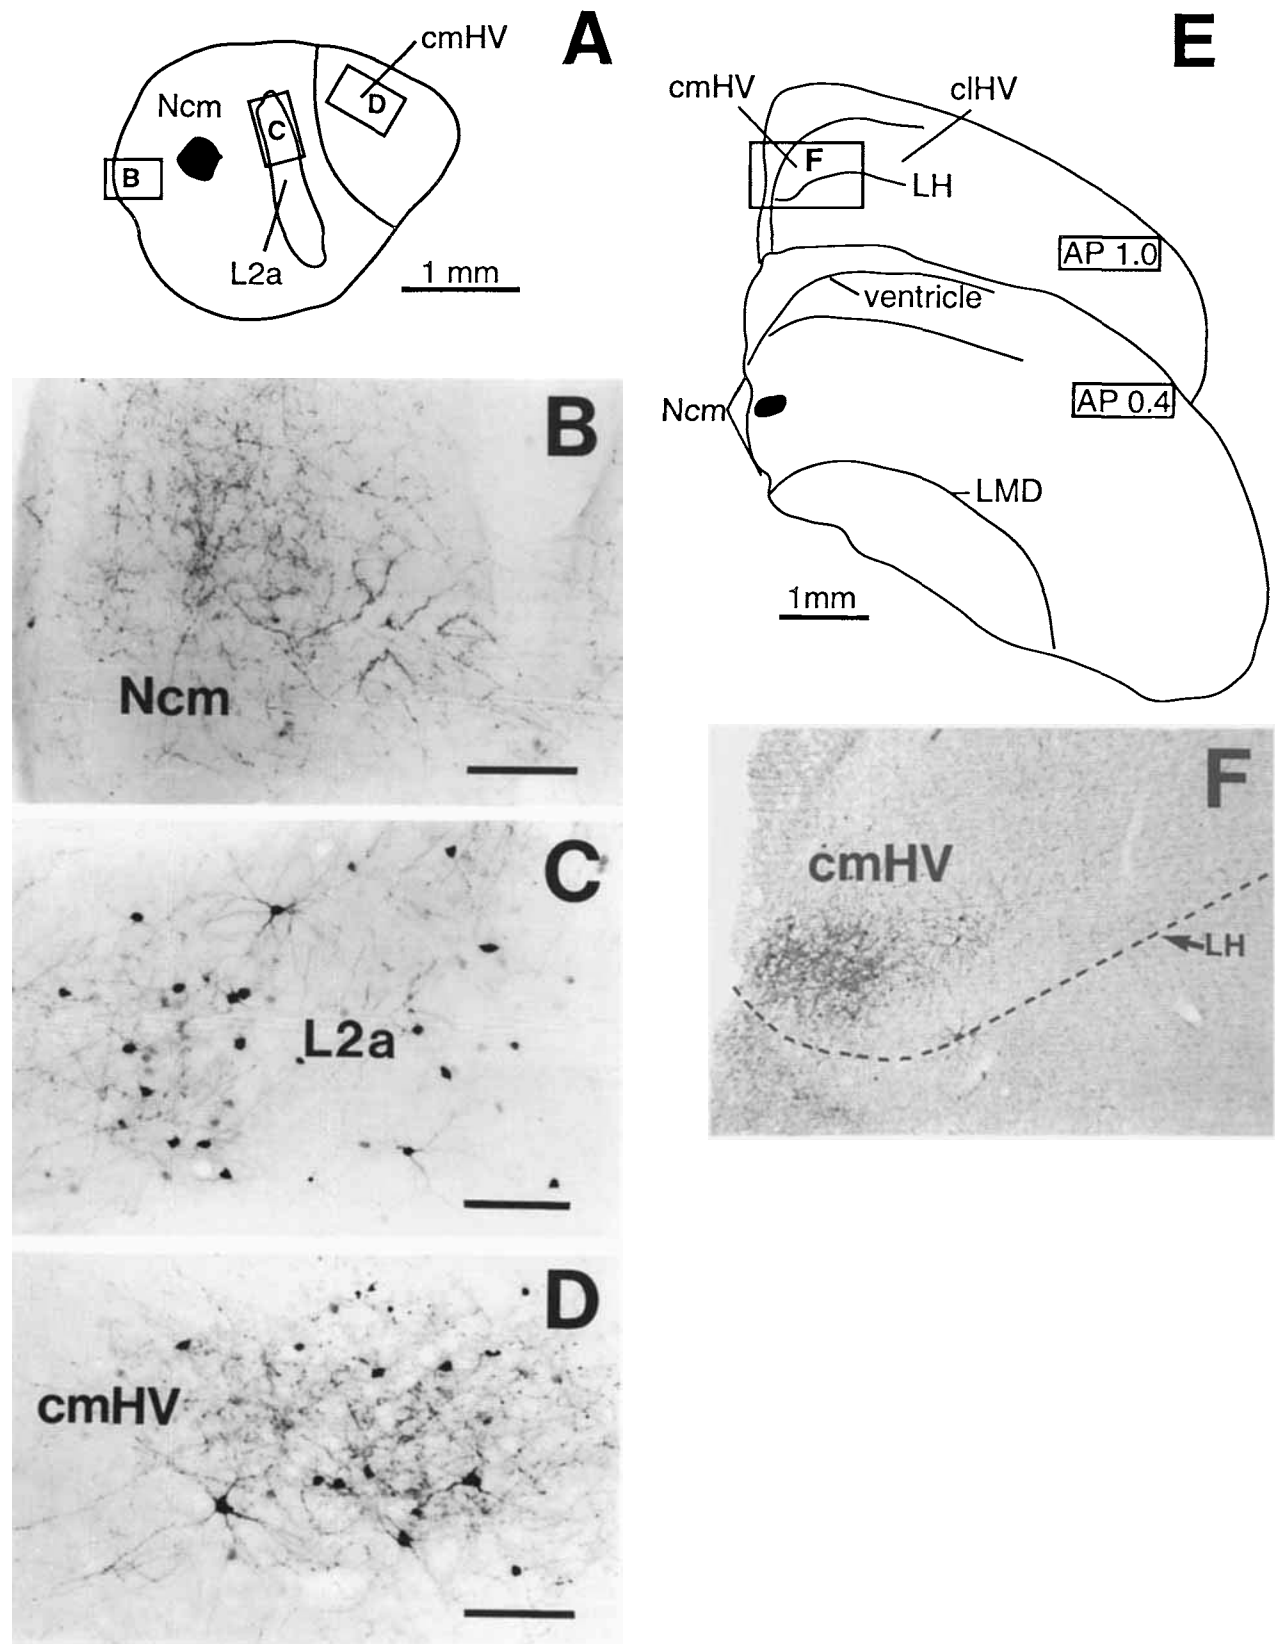 A
cmHV
Ncm
D
C
B
L2a
1 mm
E
cmHV
clHV
F
LH
AP 1.0
ventricle
Ncm
AP 0.4
LMD
1mm
B
Ncm
C
L2a
D
cmHV
F
cmHV
LH